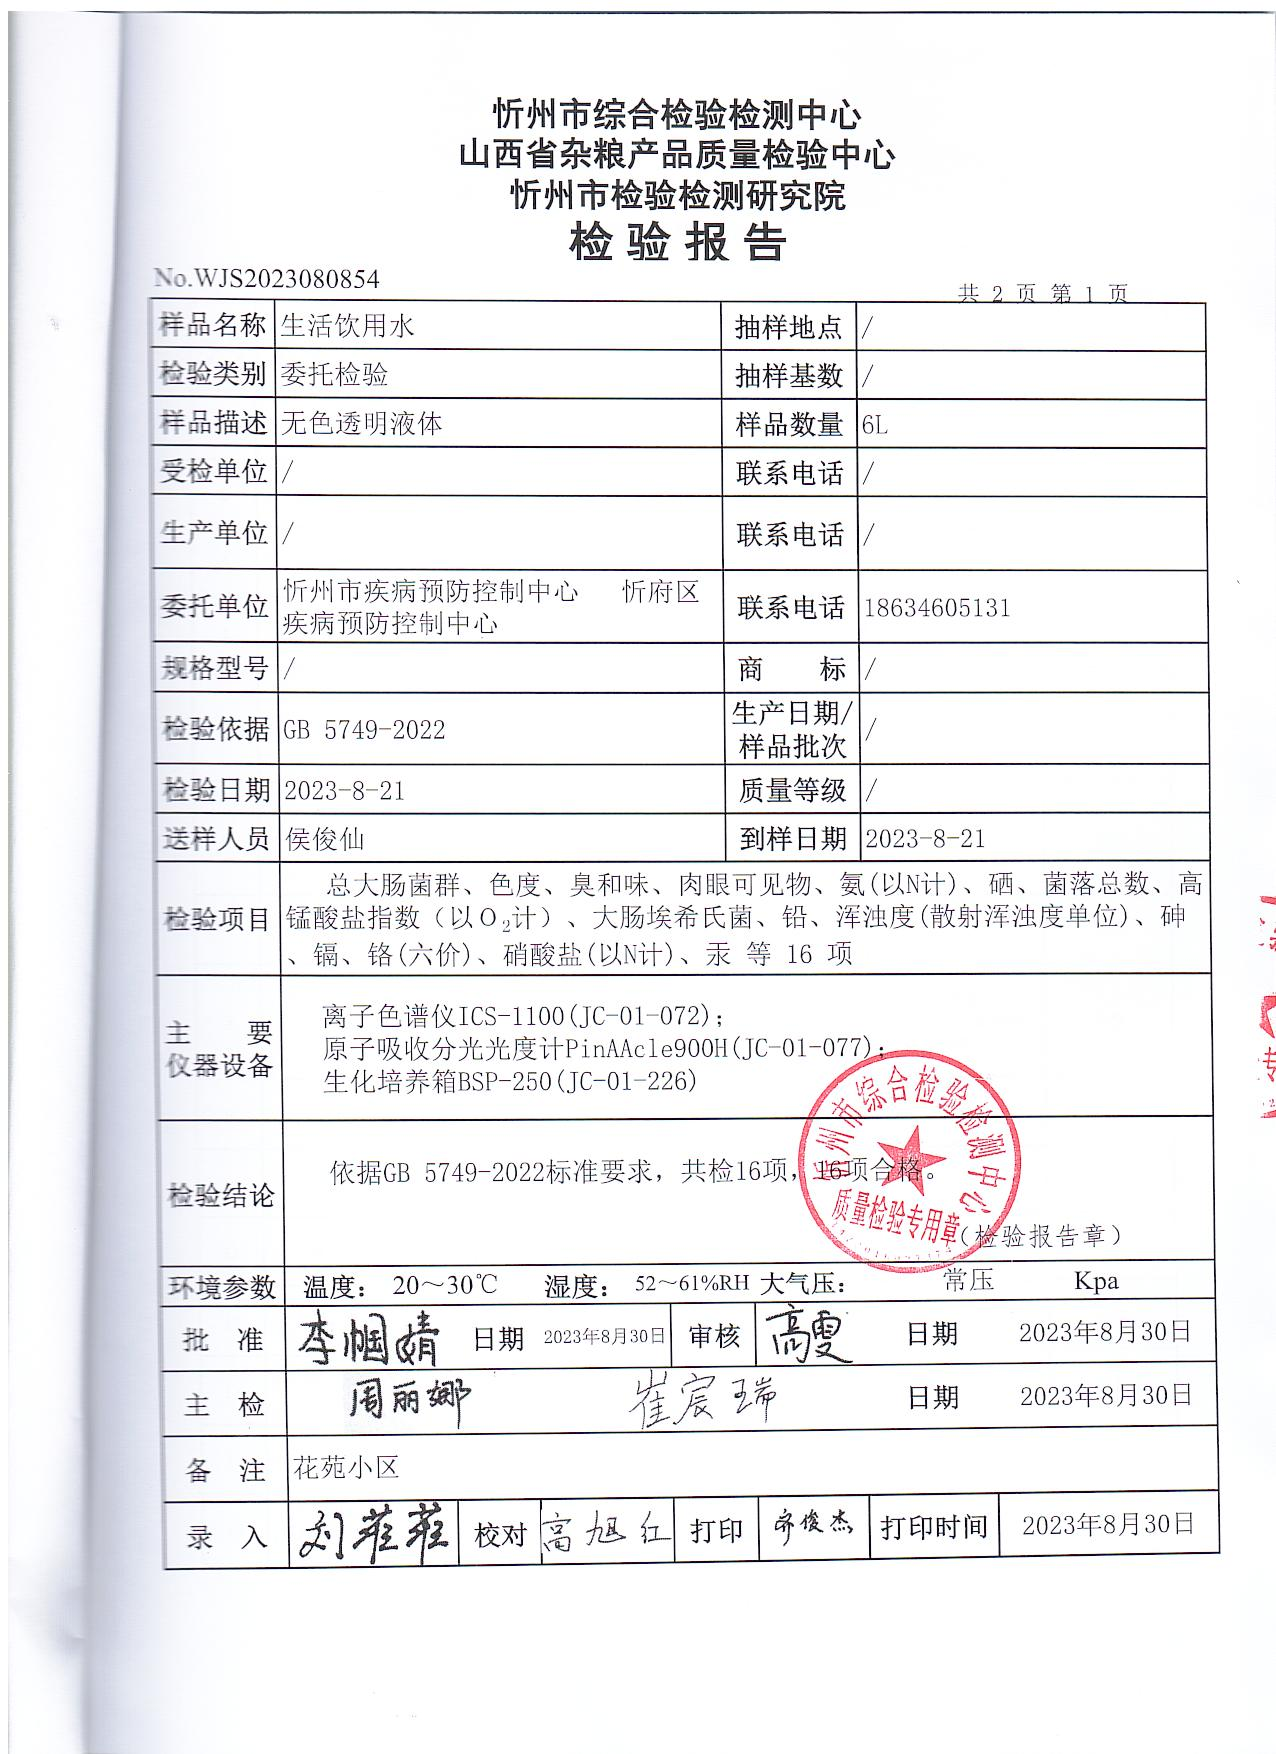 忻州市综合检验检测中心
山西省杂粮产品质量检验中心
忻州市检验检测研究院
检验报告
No.WJS2023080854
共 2 页 第 1 页
样品名称 生活饮用水 抽样地点 /
检验类别 委托检验 抽样基数 /
样品描述 无色透明液体 样品数量 6L
受检单位 / 联系电话 /
生产单位 / 联系电话 /
委托单位 忻州市疾病预防控制中心 忻府区
疾病预防控制中心 联系电话 18634605131
规格型号 / 商 标 /
检验依据 GB 5749-2022 生产日期/
样品批次 /
检验日期 2023-8-21 质量等级 /
送样人员 侯俊仙 到样日期 2023-8-21
检验项目 总大肠菌群、色度、臭和味、肉眼可见物、氨(以N计)、硒、菌落总数、高
锰酸盐指数（以O₂计）、大肠埃希氏菌、铅、浑浊度(散射浑浊度单位)、砷
、镉、铬(六价)、硝酸盐(以N计)、汞 等 16 项
主 要
仪器设备
离子色谱仪ICS-1100(JC-01-072);
原子吸收分光光度计PinAAcle900H(JC-01-077);
生化培养箱BSP-250(JC-01-226)
检验结论 依据GB 5749-2022标准要求，共检16项，16项合格。
忻州市综合检验检测中心
质量检验专用章
（检验报告章）
环境参数 温度： 20～30℃ 湿度： 52～61%RH 大气压： 常压 Kpa
批 准 李帼婧 日期 2023年8月30日 审核 高雯 日期 2023年8月30日
主 检 周丽娜 崔宸瑞 日期 2023年8月30日
备 注 花苑小区
录 入 刘菲菲 校对 高旭红 打印 乔俊杰 打印时间 2023年8月30日